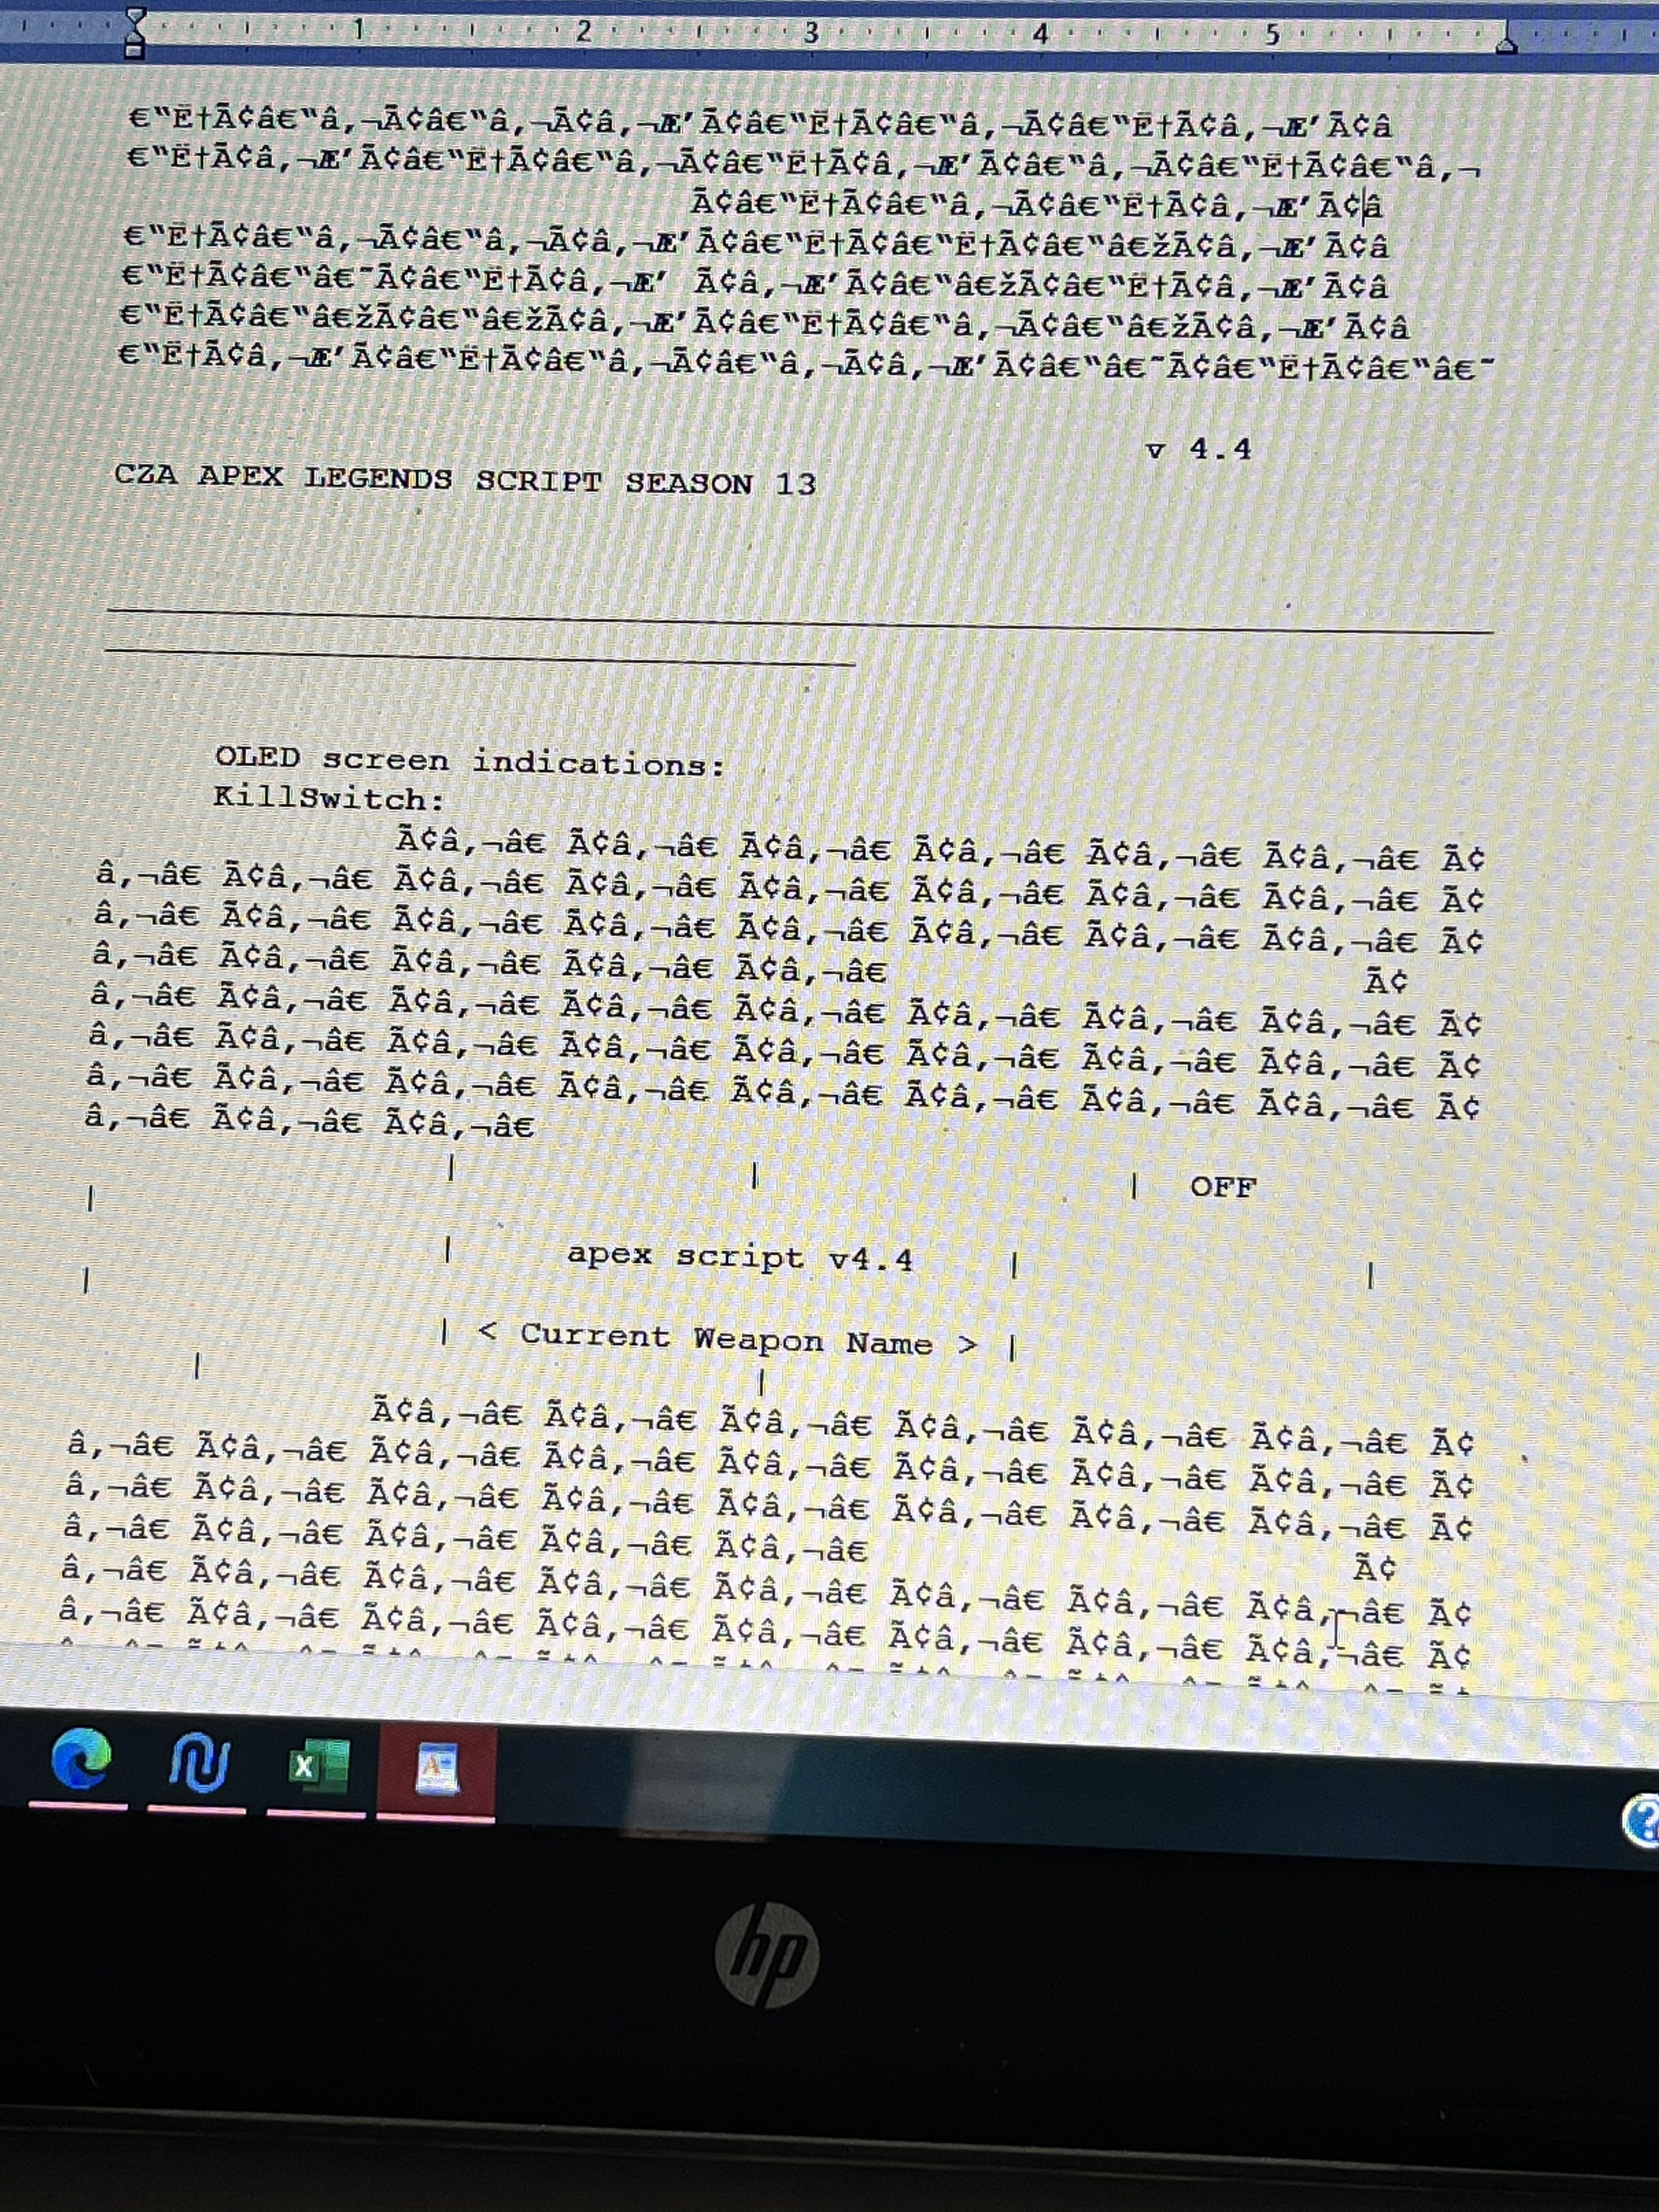 1 2 3 4 5
€‟Ë†Ã¢â€‟â‚¬Ã¢â€‟â‚¬Ã¢â‚¬Æ’Ã¢â€‟Ë†Ã¢â€‟â‚¬Ã¢â€‟Ë†Ã¢â‚¬Æ’Ã¢â
€‟Ë†Ã¢â‚¬Æ’Ã¢â€‟Ë†Ã¢â€‟â‚¬Ã¢â€‟Ë†Ã¢â‚¬Æ’Ã¢â€‟â‚¬Ã¢â€‟Ë†Ã¢â€‟â‚¬
Ã¢â€‟Ë†Ã¢â€‟â‚¬Ã¢â€‟Ë†Ã¢â‚¬Æ’Ã¢â
€‟Ë†Ã¢â€‟â‚¬Ã¢â€‟â‚¬Ã¢â‚¬Æ’Ã¢â€‟Ë†Ã¢â€‟Ë†Ã¢â€‟â€žÃ¢â‚¬Æ’Ã¢â
€‟Ë†Ã¢â€‟â€˜Ã¢â€‟Ë†Ã¢â‚¬Æ’ Ã¢â‚¬Æ’Ã¢â€‟â€žÃ¢â€‟Ë†Ã¢â‚¬Æ’Ã¢â
€‟Ë†Ã¢â€‟â€žÃ¢â€‟â€žÃ¢â‚¬Æ’Ã¢â€‟Ë†Ã¢â€‟â‚¬Ã¢â€‟â€žÃ¢â‚¬Æ’Ã¢â
€‟Ë†Ã¢â‚¬Æ’Ã¢â€‟Ë†Ã¢â€‟â‚¬Ã¢â€‟â‚¬Ã¢â‚¬Æ’Ã¢â€‟â€˜Ã¢â€‟Ë†Ã¢â€‟â€˜
v 4.4
CZA APEX LEGENDS SCRIPT SEASON 13
OLED screen indications:
KillSwitch:
Ã¢â‚¬â€ Ã¢â‚¬â€ Ã¢â‚¬â€ Ã¢â‚¬â€ Ã¢â‚¬â€ Ã¢â‚¬â€ Ã¢
â‚¬â€ Ã¢â‚¬â€ Ã¢â‚¬â€ Ã¢â‚¬â€ Ã¢â‚¬â€ Ã¢â‚¬â€ Ã¢â‚¬â€ Ã¢â‚¬â€ Ã¢
â‚¬â€ Ã¢â‚¬â€ Ã¢â‚¬â€ Ã¢â‚¬â€ Ã¢â‚¬â€ Ã¢â‚¬â€ Ã¢â‚¬â€ Ã¢â‚¬â€ Ã¢
â‚¬â€ Ã¢â‚¬â€ Ã¢â‚¬â€ Ã¢â‚¬â€ Ã¢â‚¬â€ Ã¢
â‚¬â€ Ã¢â‚¬â€ Ã¢â‚¬â€ Ã¢â‚¬â€ Ã¢â‚¬â€ Ã¢â‚¬â€ Ã¢â‚¬â€ Ã¢â‚¬â€ Ã¢
â‚¬â€ Ã¢â‚¬â€ Ã¢â‚¬â€ Ã¢â‚¬â€ Ã¢â‚¬â€ Ã¢â‚¬â€ Ã¢â‚¬â€ Ã¢â‚¬â€ Ã¢
â‚¬â€ Ã¢â‚¬â€ Ã¢â‚¬â€ Ã¢â‚¬â€ Ã¢â‚¬â€ Ã¢â‚¬â€ Ã¢â‚¬â€ Ã¢â‚¬â€ Ã¢
â‚¬â€ Ã¢â‚¬â€ Ã¢â‚¬â€
| | | OFF
|
| apex script v4.4 | |
|
| < Current Weapon Name > |
| |
Ã¢â‚¬â€ Ã¢â‚¬â€ Ã¢â‚¬â€ Ã¢â‚¬â€ Ã¢â‚¬â€ Ã¢â‚¬â€ Ã¢
â‚¬â€ Ã¢â‚¬â€ Ã¢â‚¬â€ Ã¢â‚¬â€ Ã¢â‚¬â€ Ã¢â‚¬â€ Ã¢â‚¬â€ Ã¢â‚¬â€ Ã¢
â‚¬â€ Ã¢â‚¬â€ Ã¢â‚¬â€ Ã¢â‚¬â€ Ã¢â‚¬â€ Ã¢â‚¬â€ Ã¢â‚¬â€ Ã¢â‚¬â€ Ã¢
â‚¬â€ Ã¢â‚¬â€ Ã¢â‚¬â€ Ã¢â‚¬â€ Ã¢â‚¬â€ Ã¢
â‚¬â€ Ã¢â‚¬â€ Ã¢â‚¬â€ Ã¢â‚¬â€ Ã¢â‚¬â€ Ã¢â‚¬â€ Ã¢â‚¬â€ Ã¢â‚¬â€ Ã¢
â‚¬â€ Ã¢â‚¬â€ Ã¢â‚¬â€ Ã¢â‚¬â€ Ã¢â‚¬â€ Ã¢â‚¬â€ Ã¢â‚¬â€ Ã¢â‚¬â€ Ã¢
hp